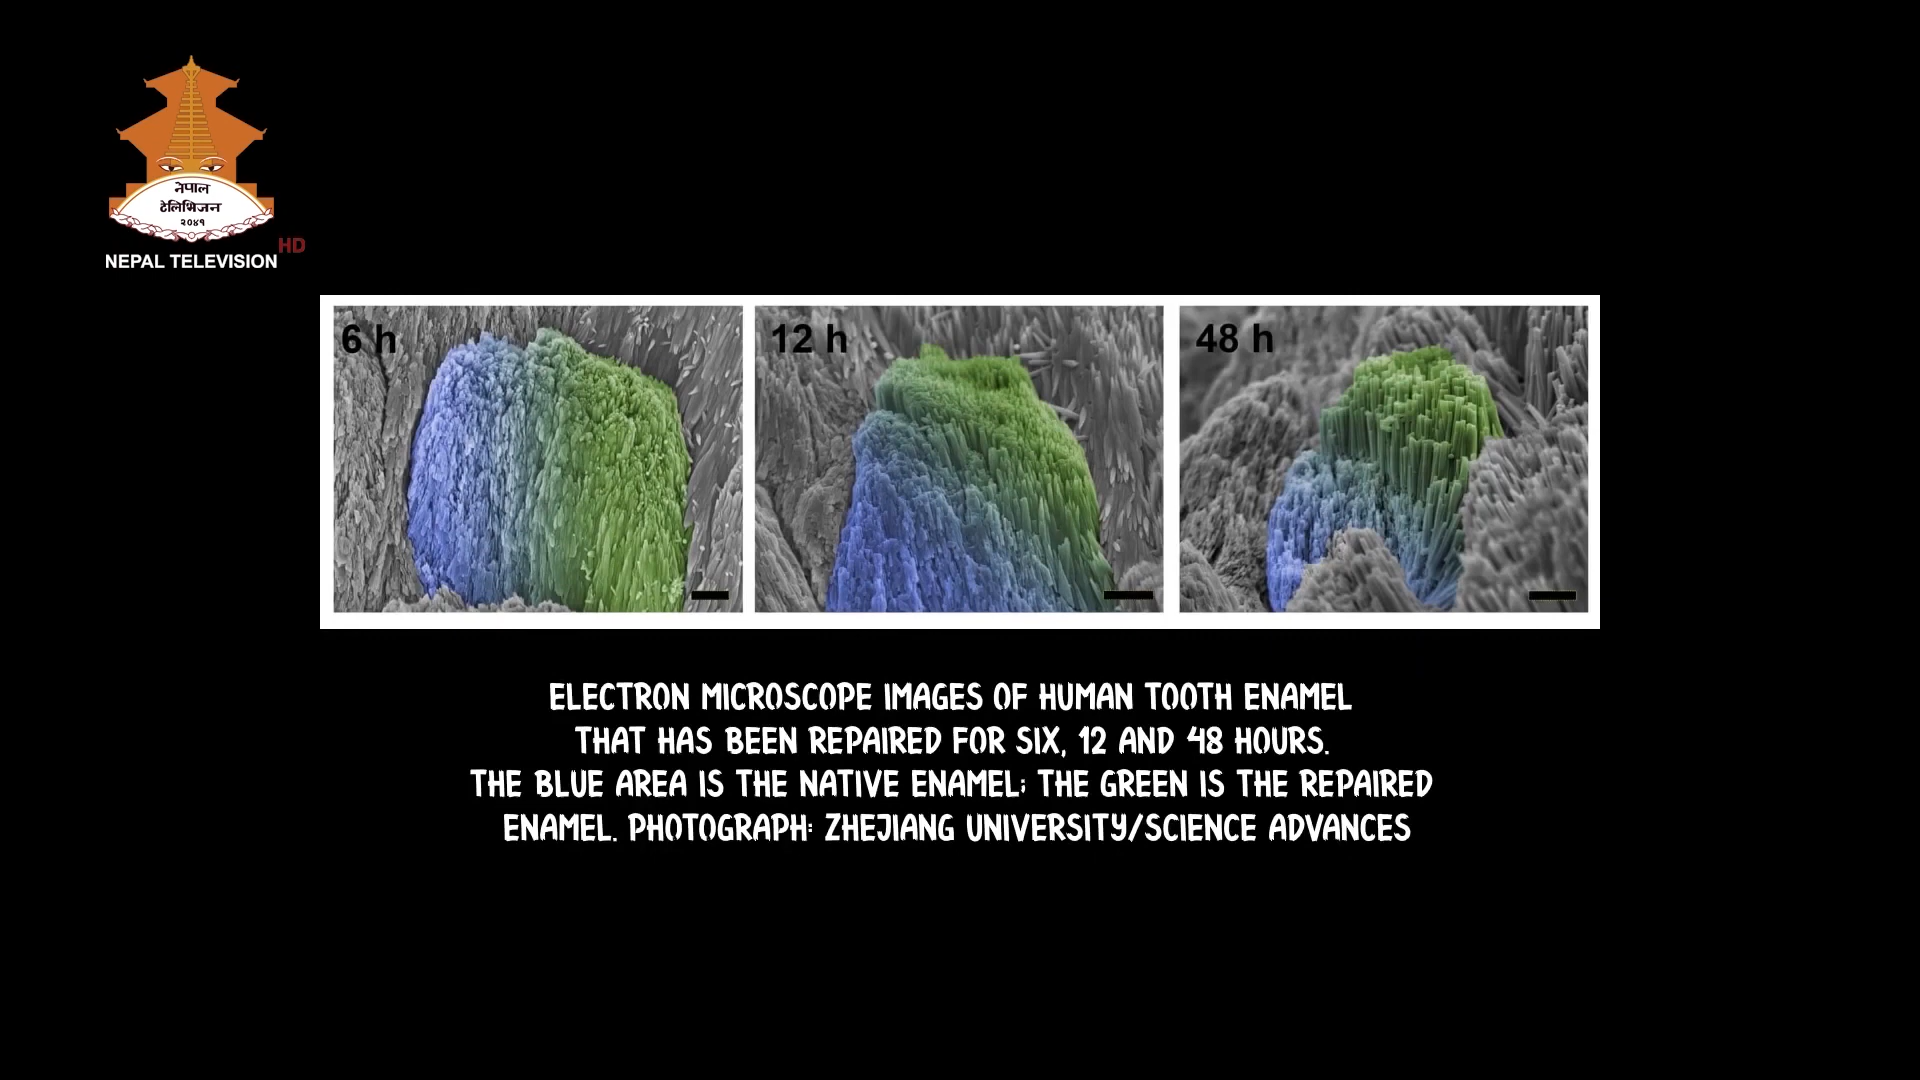 नेपाल
टेलिभिजन
२०४१
HD
NEPAL TELEVISION
6 h
12 h
48 h
ELECTRON MICROSCOPE IMAGES OF HUMAN TOOTH ENAMEL
THAT HAS BEEN REPAIRED FOR SIX, 12 AND 48 HOURS.
THE BLUE AREA IS THE NATIVE ENAMEL; THE GREEN IS THE REPAIRED
ENAMEL. PHOTOGRAPH: ZHEJIANG UNIVERSITY/SCIENCE ADVANCES